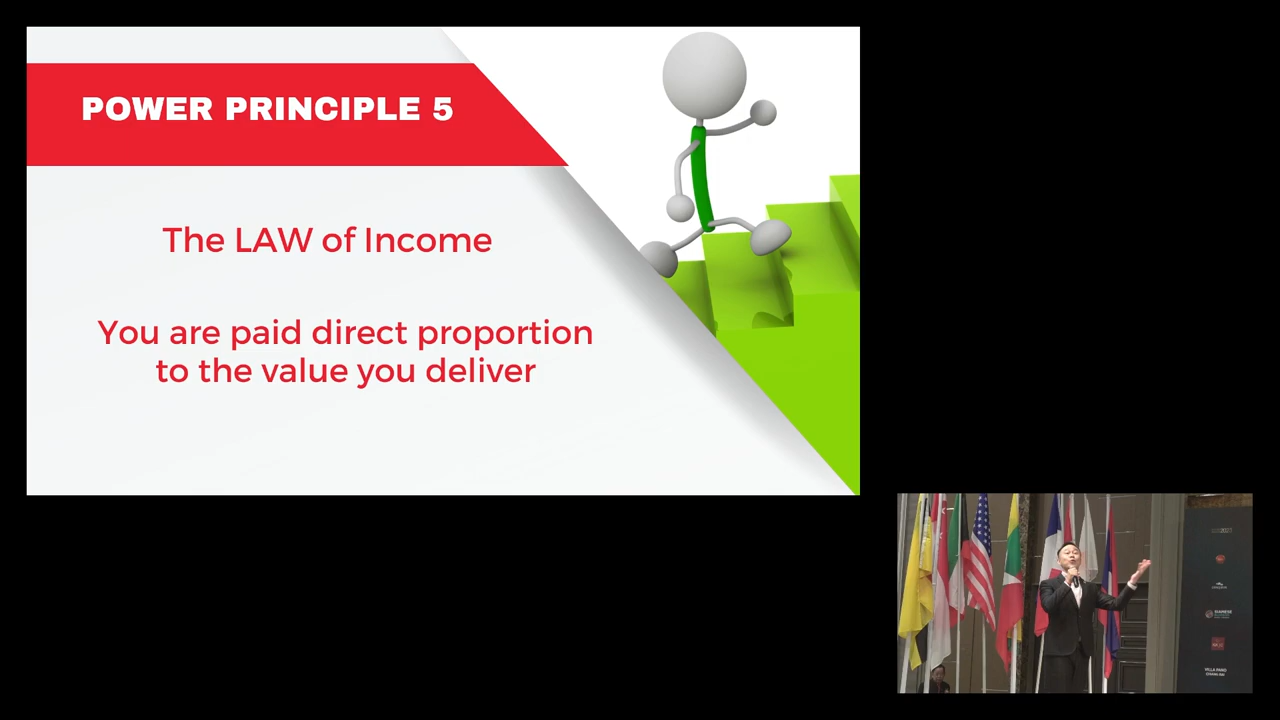 POWER PRINCIPLE 5
The LAW of Income
You are paid direct proportion
to the value you deliver